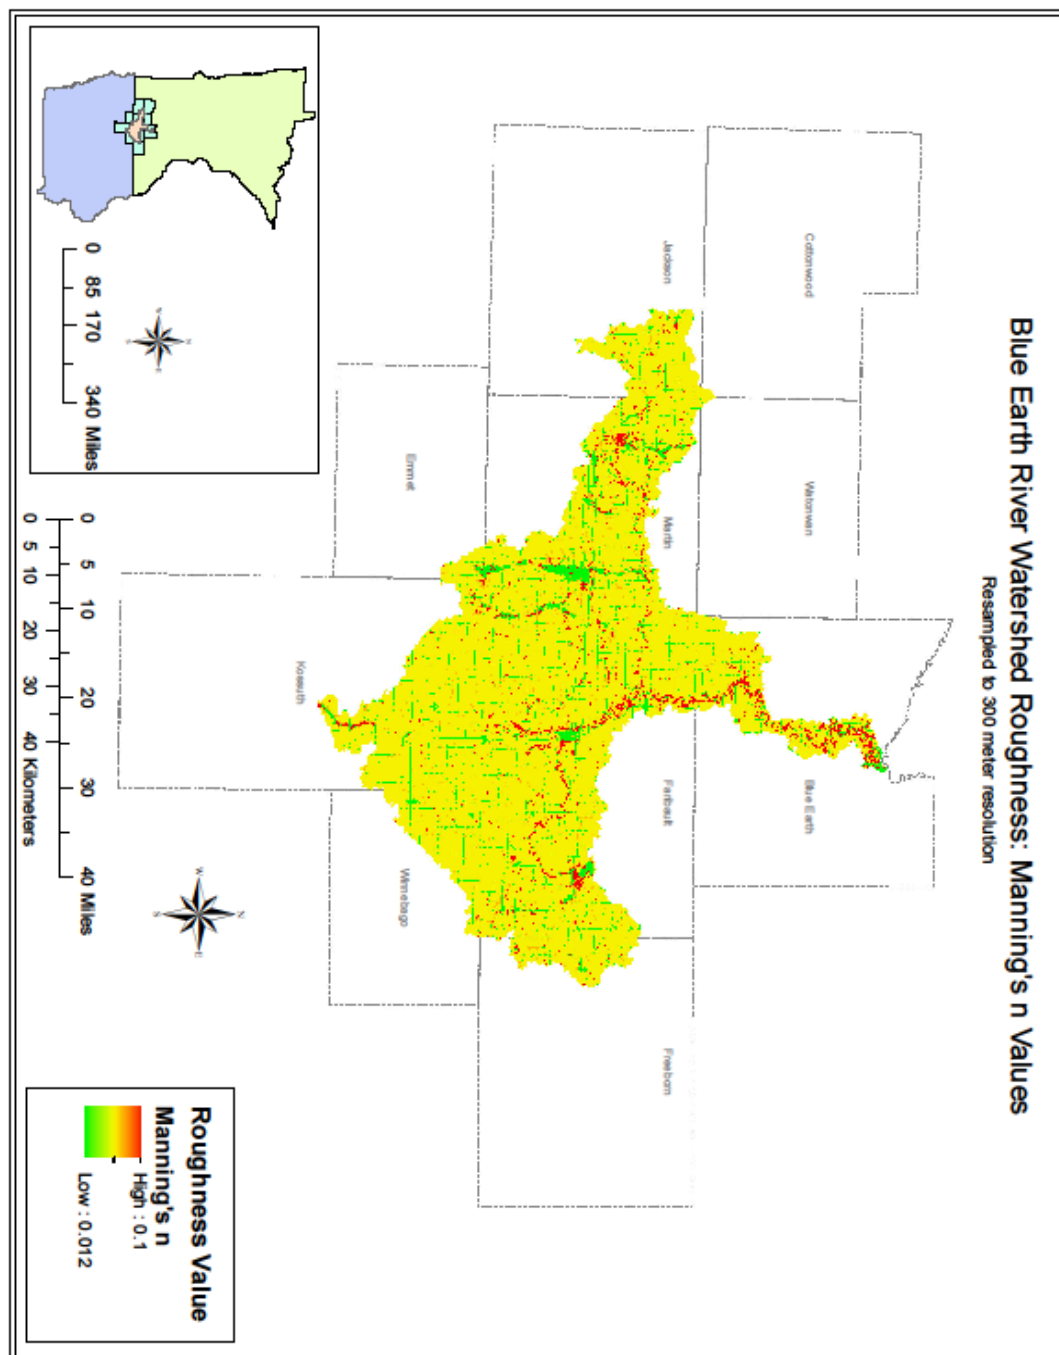 Blue Earth River Watershed Roughness: Manning's n Values
Resampled to 300 meter resolution
Cottonwood
Watonwan
Blue Earth
Jackson
Martin
Faribault
Freeborn
Emmet
Winnebago
Kossuth
0 85 170 340 Miles
0 5 10 20 30 40 Miles
0 5 10 20 30 40 Kilometers
N
W
E
S
Roughness Value
Manning's n
High : 0.1
Low : 0.012